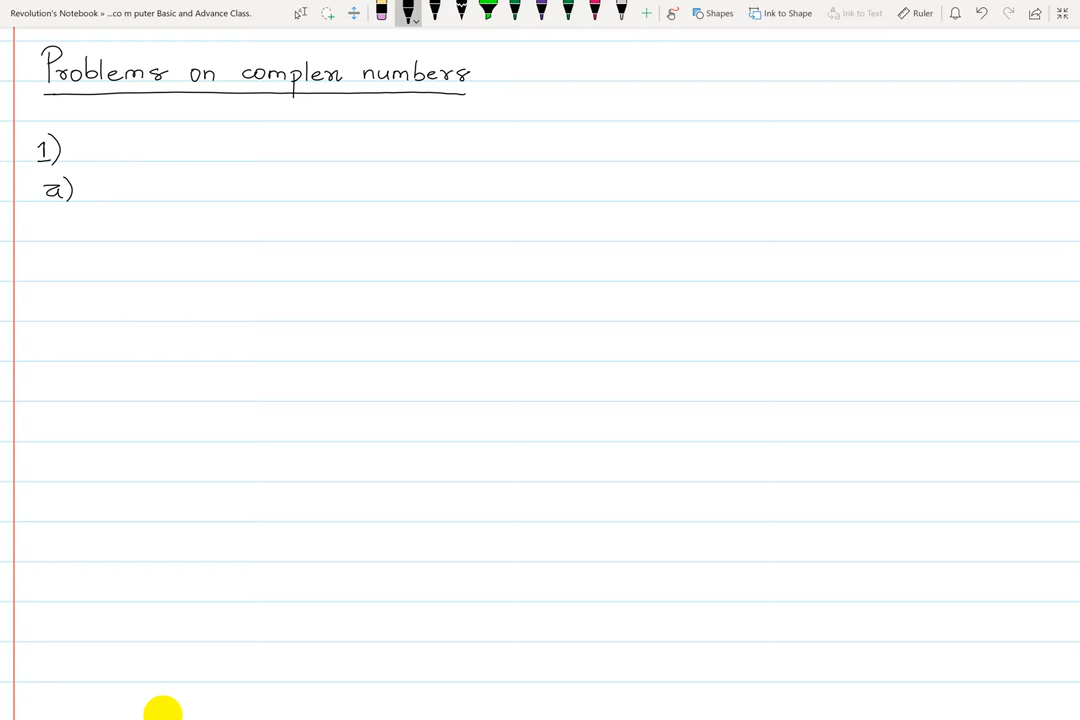 Revolution's Notebook » ...co m puter Basic and Advance Class.
Shapes
Ink to Shape
Ink to Text
Ruler
Problems on complex numbers
1)
a)